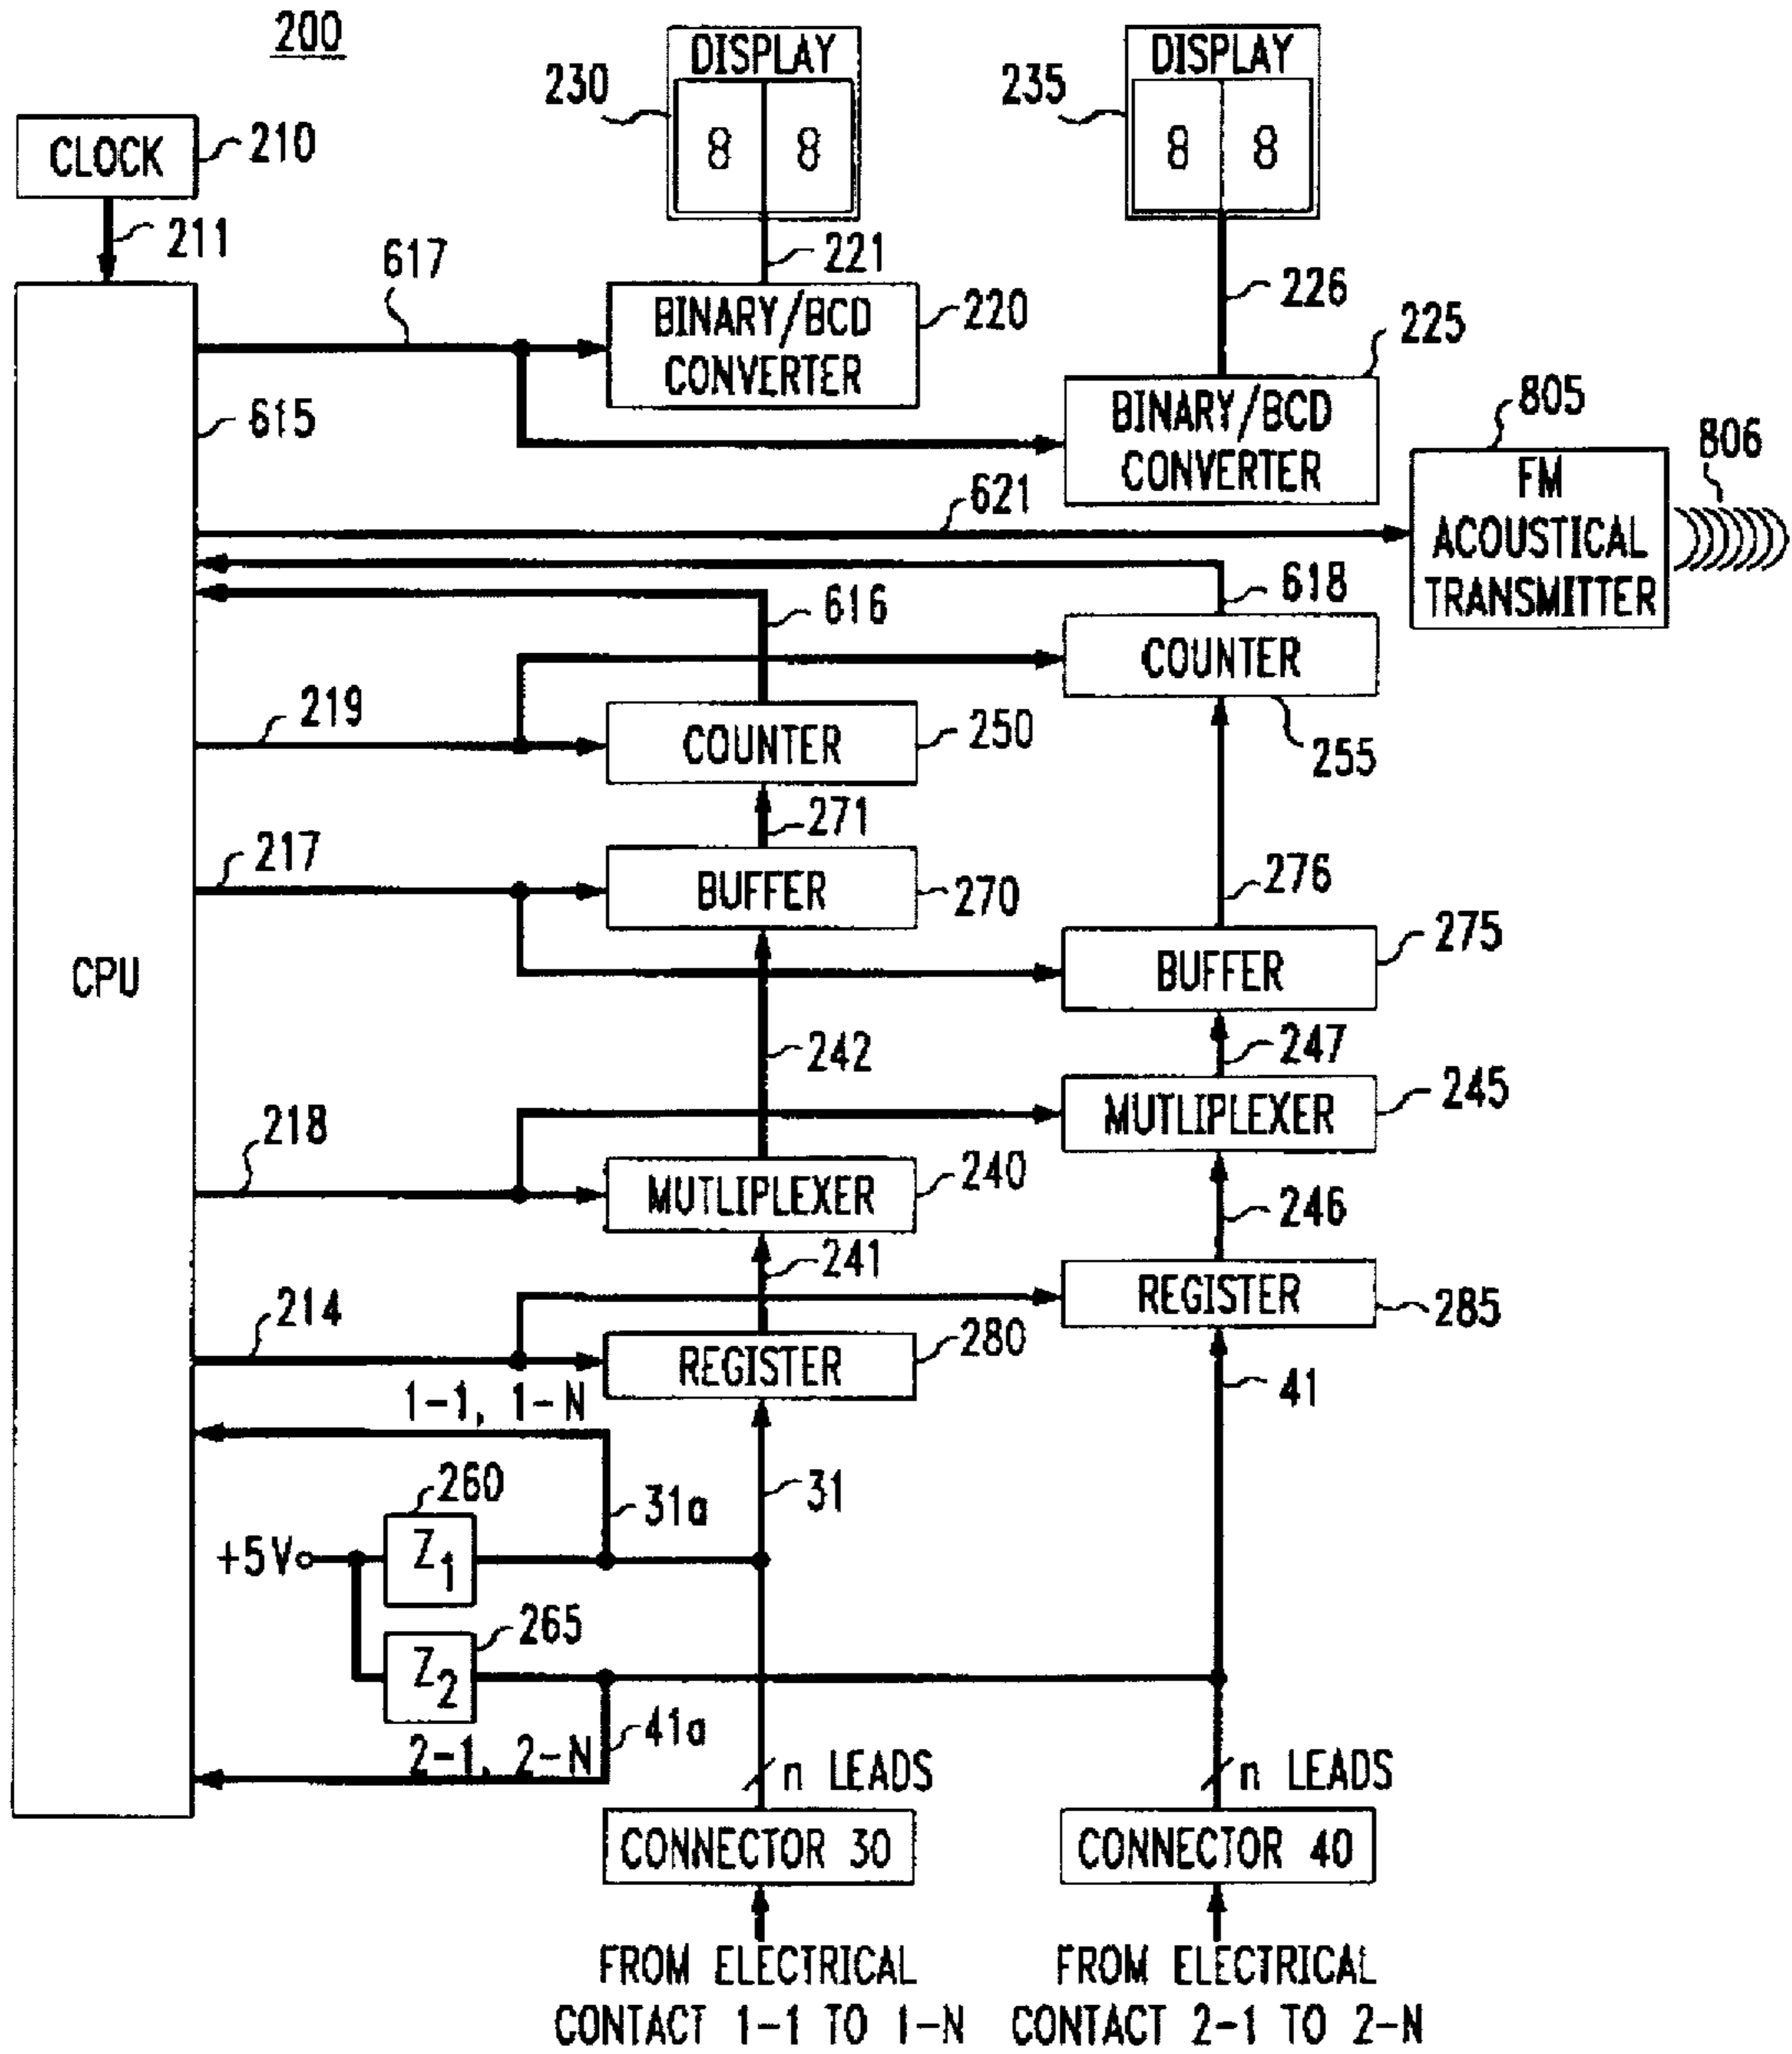 200
DISPLAY
8 8
230
DISPLAY
8 8
235
CLOCK
210
211
617
221
226
BINARY/BCD
CONVERTER
220
225
BINARY/BCD
CONVERTER
615
805
806
FM
ACOUSTICAL
TRANSMITTER
621
616
618
COUNTER
255
219
COUNTER
250
271
217
BUFFER
270
276
275
BUFFER
CPU
242
247
MUTLIPLEXER
245
218
MUTLIPLEXER
240
246
241
REGISTER
285
214
REGISTER
280
41
1-1, 1-N
31
31a
260
+5V
Z1
265
Z2
41a
2-1, 2-N
n LEADS
n LEADS
CONNECTOR 30
CONNECTOR 40
FROM ELECTRICAL
CONTACT 1-1 TO 1-N
FROM ELECTRICAL
CONTACT 2-1 TO 2-N